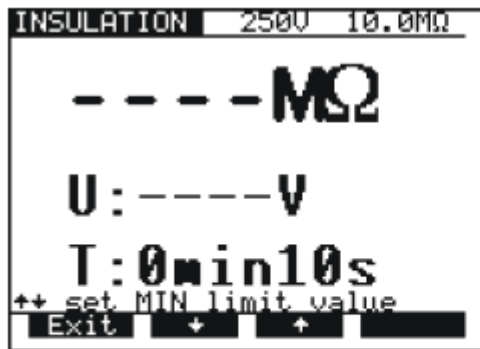 INSULATION 250V 10.0MΩ
----MΩ
U:----V
T:0min10s
↑↓ set MIN limit value
Exit ↓ ↑